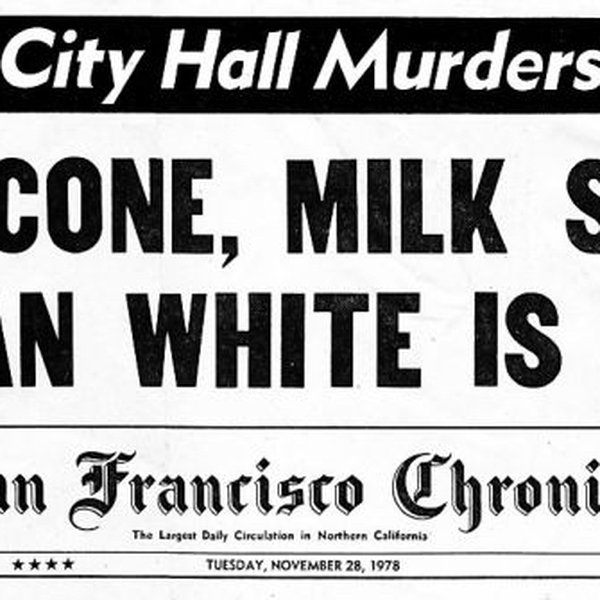 City Hall Murders
CONE, MILK S
AN WHITE IS
an Francisco Chroni
The Largest Daily Circulation in Northern California
★★★★ TUESDAY, NOVEMBER 28, 1978